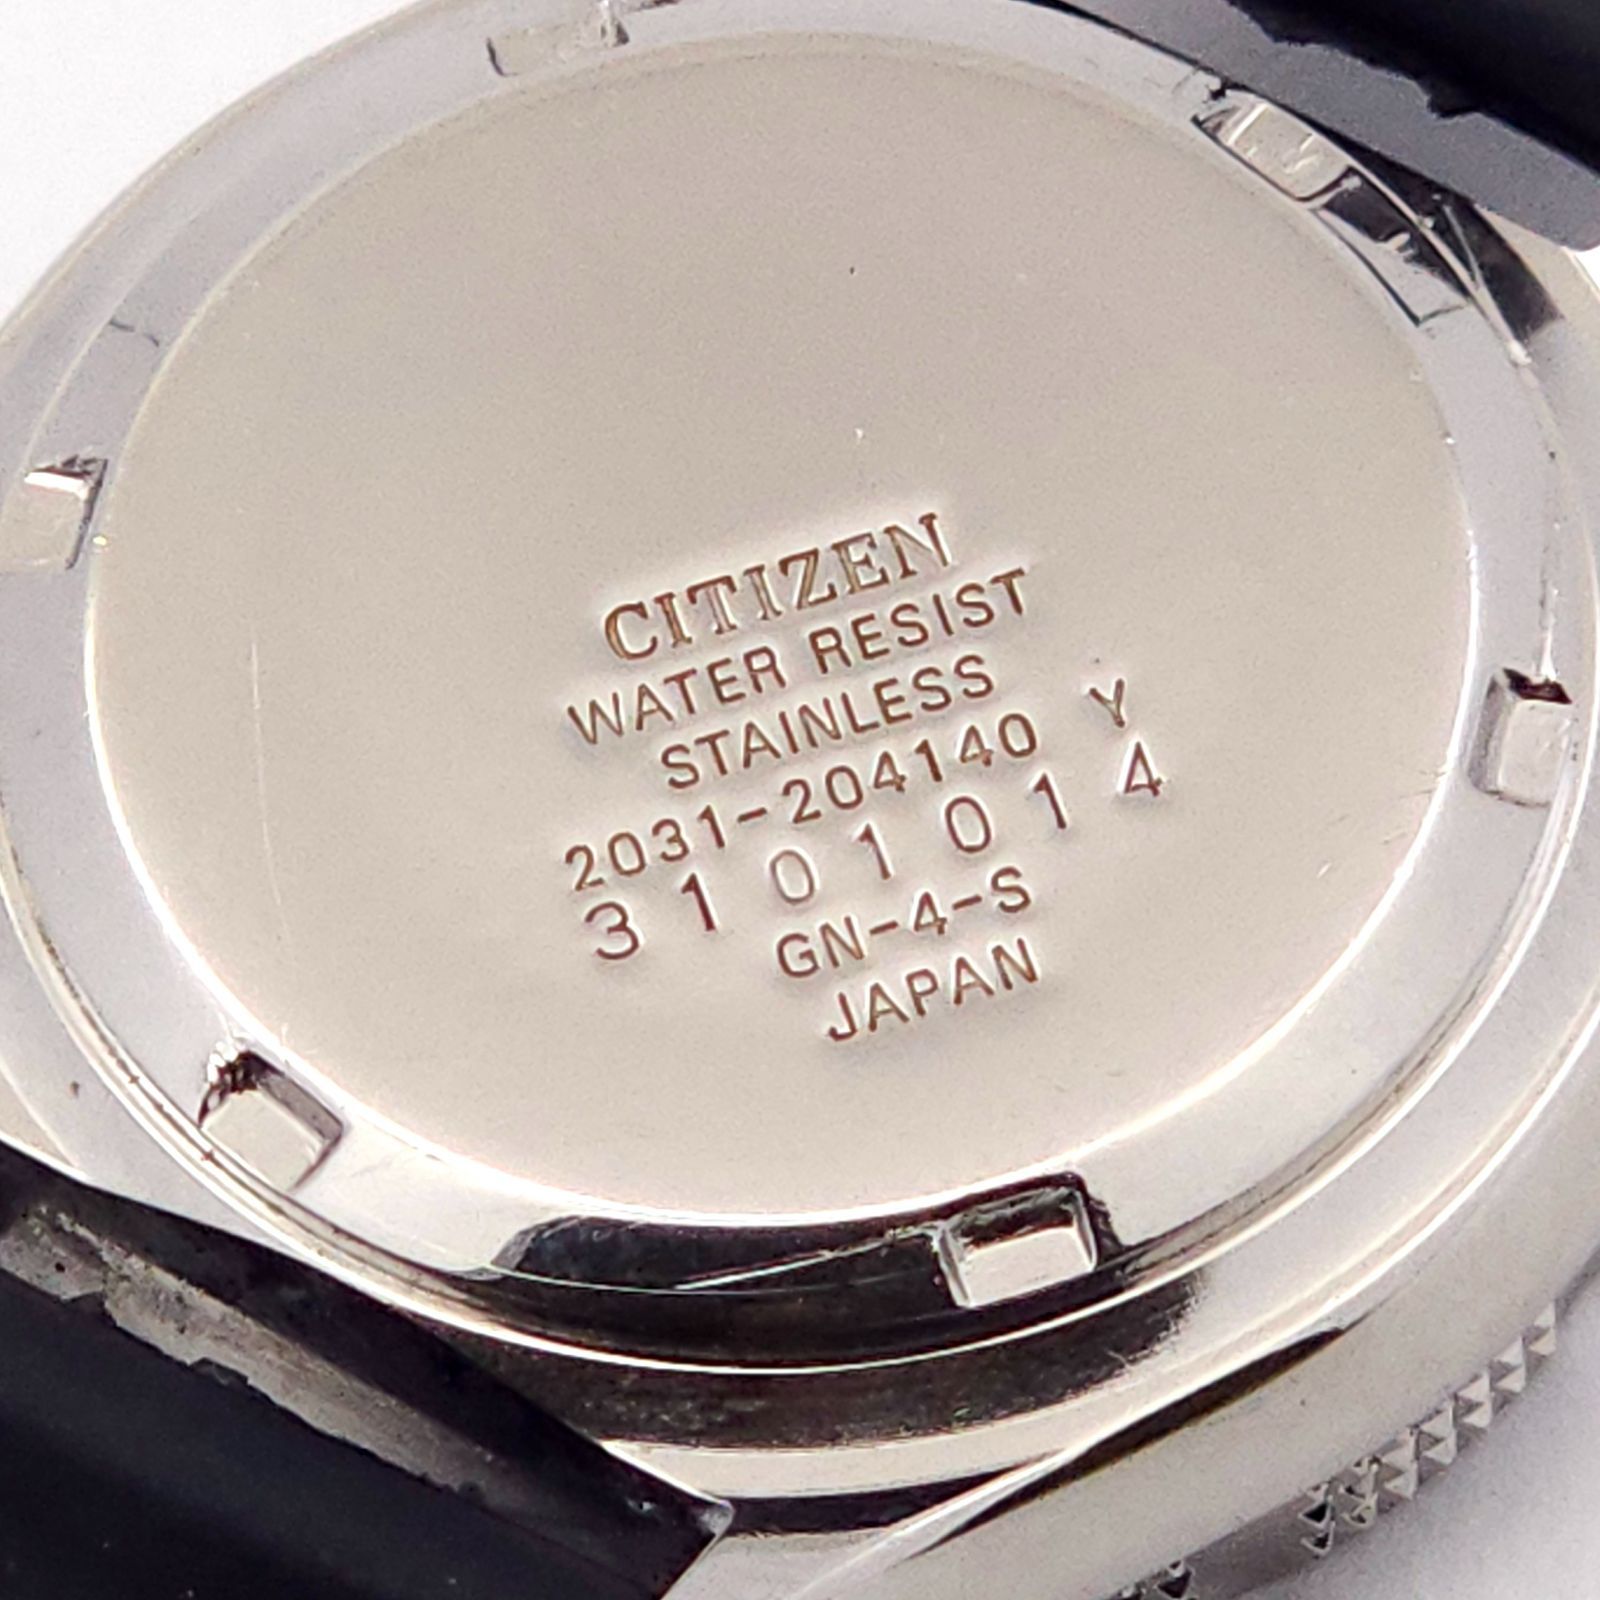 CITIZEN
WATER RESIST
STAINLESS
2031-204140 Y
3101014
GN-4-S
JAPAN